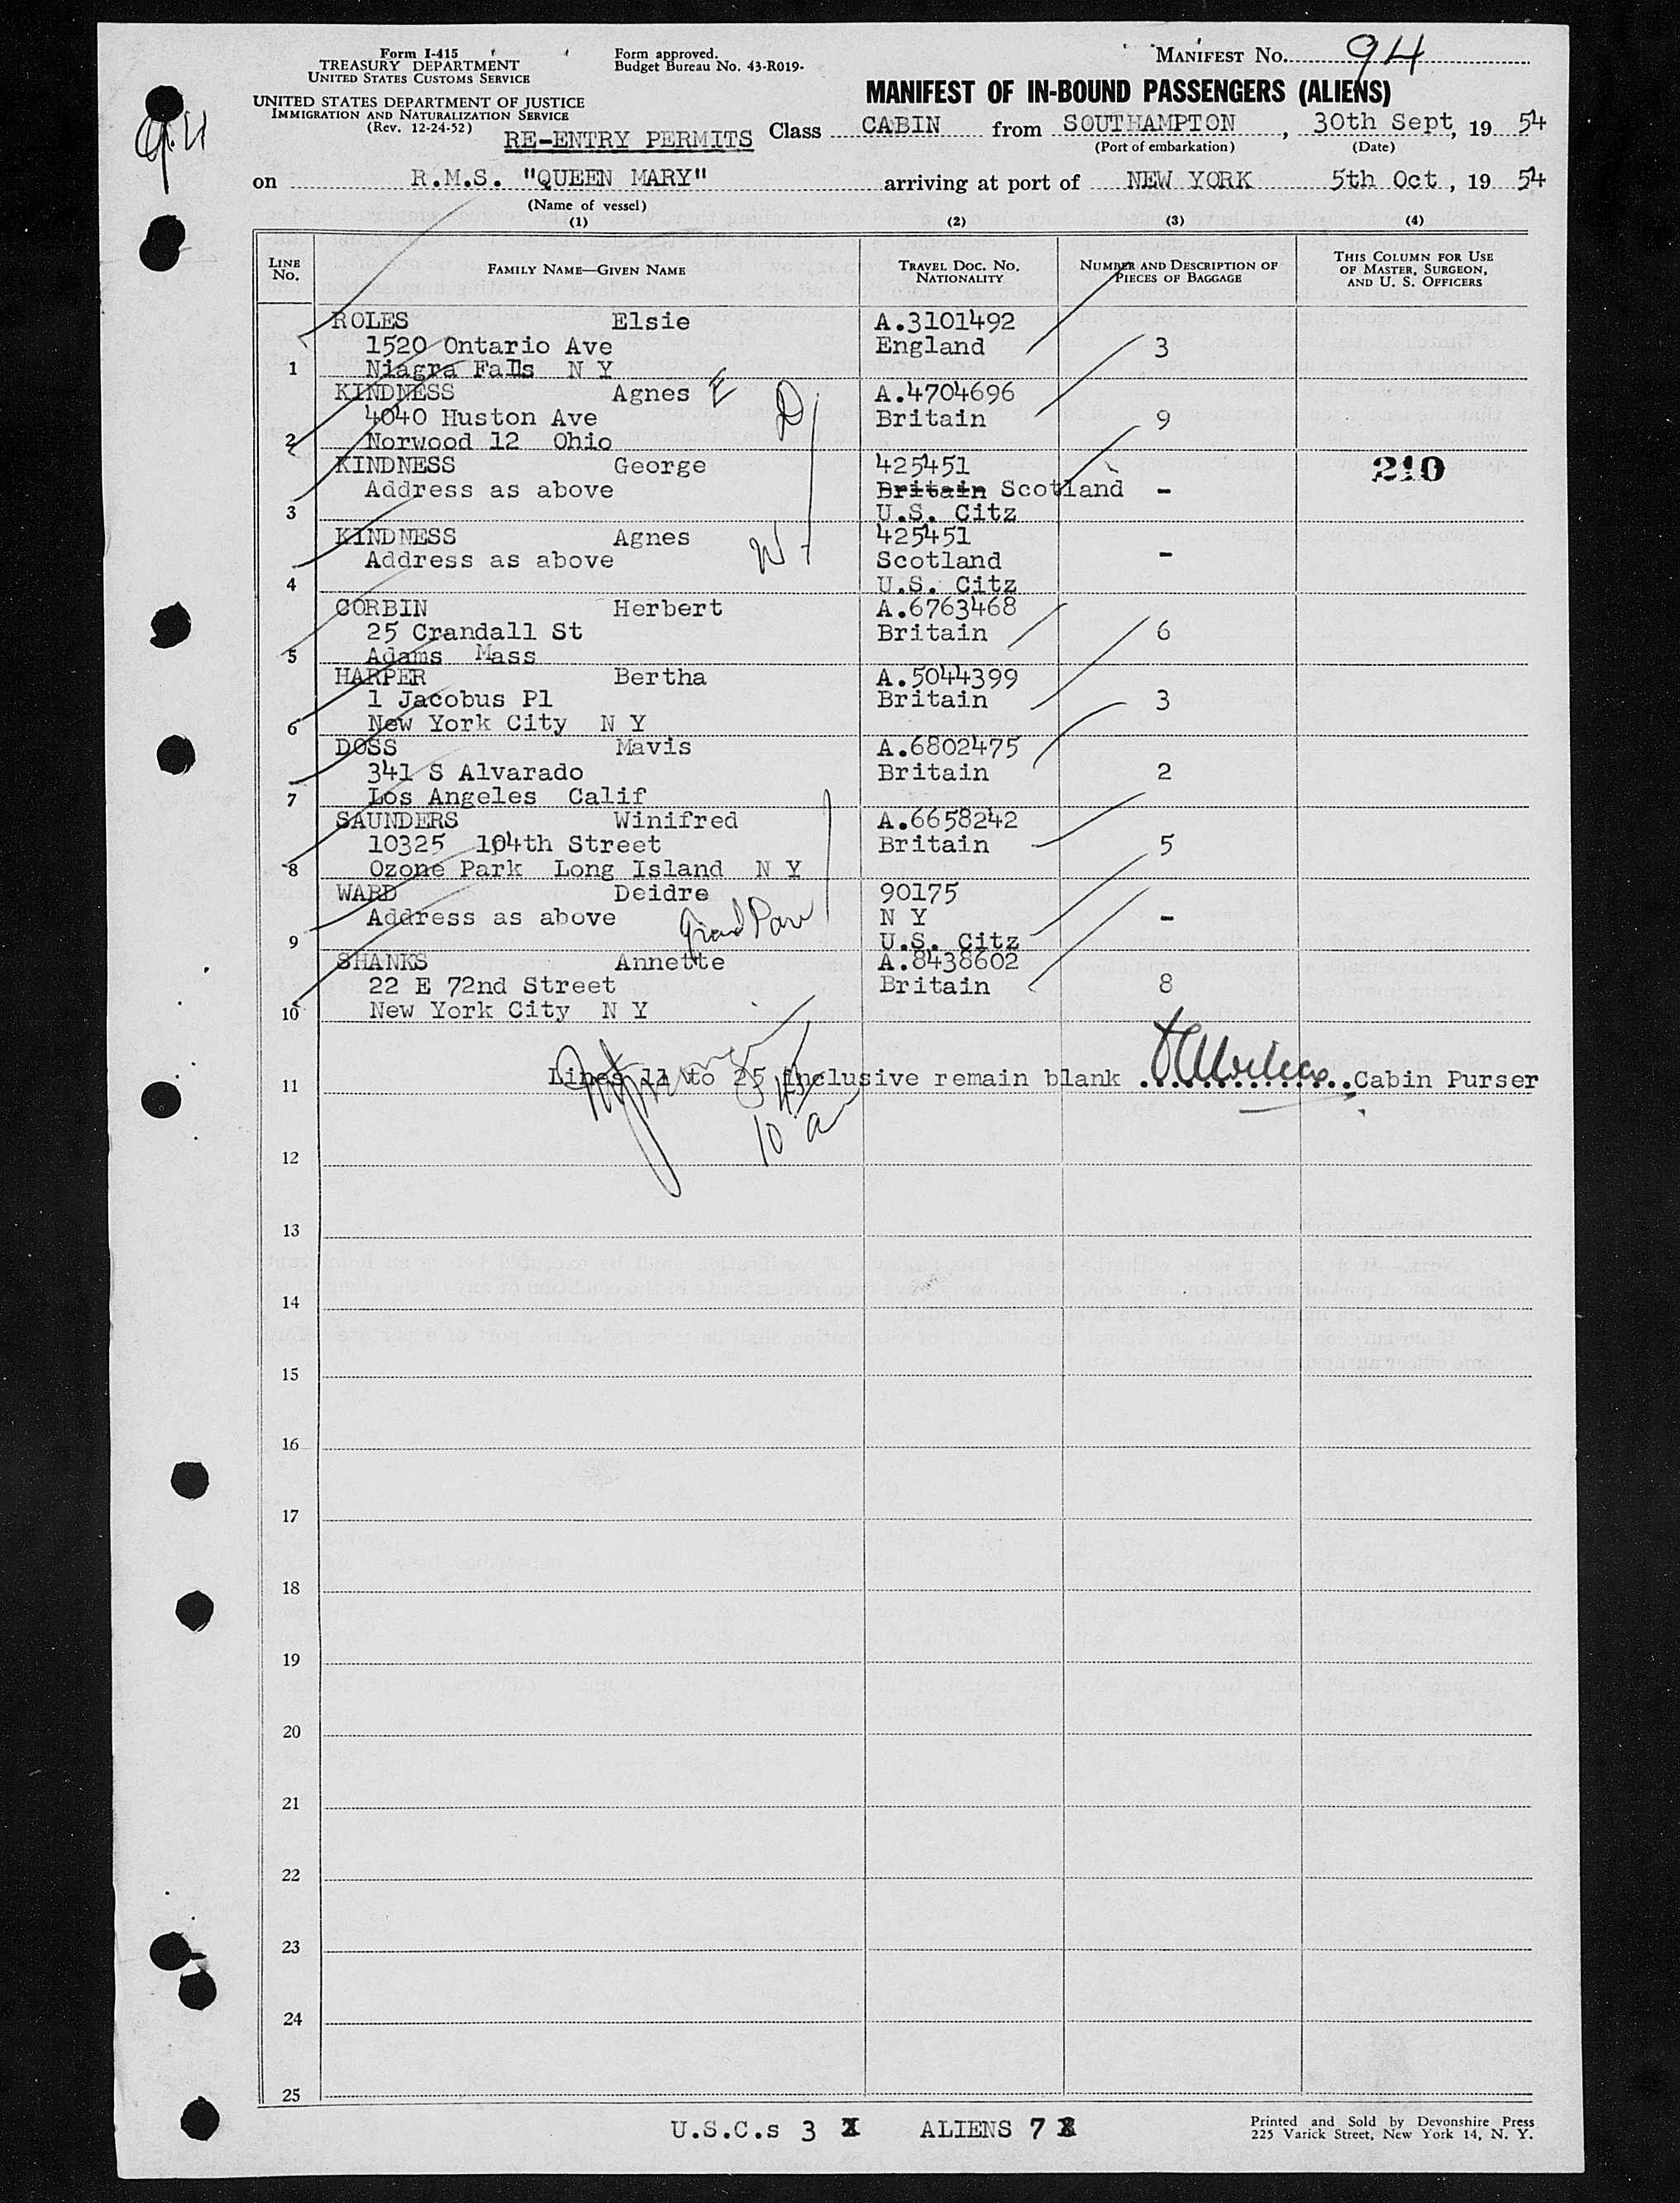 Form I-415
TREASURY DEPARTMENT
UNITED STATES CUSTOMS SERVICE
UNITED STATES DEPARTMENT OF JUSTICE
IMMIGRATION AND NATURALIZATION SERVICE
(Rev. 12-24-52)
Form approved.
Budget Bureau No. 43-R019-
MANIFEST No. 94
MANIFEST OF IN-BOUND PASSENGERS (ALIENS)
RE-ENTRY PERMITS Class CABIN from SOUTHAMPTON, 30th Sept, 19 54
(Port of embarkation) (Date)
on R.M.S. "QUEEN MARY" arriving at port of NEW YORK 5th Oct, 19 54
(Name of vessel)
(1) (2) (3) (4)
LINE No. FAMILY NAME—GIVEN NAME TRAVEL DOC. No. NATIONALITY NUMBER AND DESCRIPTION OF PIECES OF BAGGAGE THIS COLUMN FOR USE OF MASTER, SURGEON, AND U. S. OFFICERS
ROLES Elsie A.3101492
1520 Ontario Ave England 3
1 Niagra Falls N Y
KINDNESS Agnes E A.4704696
4040 Huston Ave Britain 9
2 Norwood 12 Ohio
KINDNESS George 425451 210
Address as above Britain Scotland -
3 U.S. Citz
KINDNESS Agnes 425451
Address as above Scotland -
4 U.S. Citz
CORBIN Herbert A.6763468
25 Crandall St Britain 6
5 Adams Mass
HARPER Bertha A.5044399
1 Jacobus Pl Britain 3
6 New York City N Y
DOSS Mavis A.6802475
341 S Alvarado Britain 2
7 Los Angeles Calif
SAUNDERS Winifred A.6658242
10325 104th Street Britain 5
8 Ozone Park Long Island N Y
WARD Deidre 90175
Address as above N Y -
9 U.S. Citz
SHANKS Annette A.8438602
22 E 72nd Street Britain 8
10 New York City N Y
11 Lines 11 to 25 inclusive remain blank Cabin Purser
12
13
14
15
16
17
18
19
20
21
22
23
24
25
U.S.C.s 3 ALIENS 7
Printed and Sold by Devonshire Press
225 Varick Street, New York 14, N. Y.